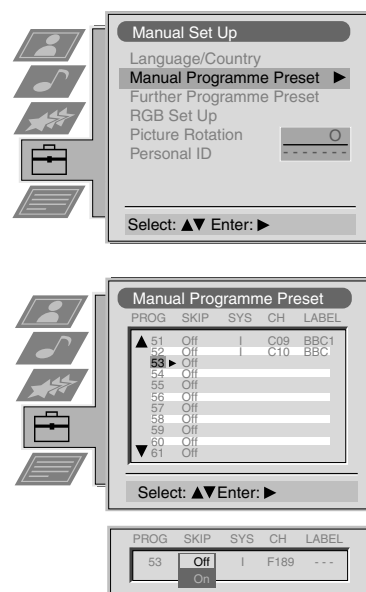 Manual Set Up
Language/Country
Manual Programme Preset ▶
Further Programme Preset
RGB Set Up
Picture Rotation O
Personal ID - - - - - - -
Select: ▲▼ Enter: ▶
Manual Programme Preset
PROG SKIP SYS CH LABEL
▲ 51 Off I C09 BBC1
52 Off I C10 BBC
53 ▶ Off
54 Off
55 Off
56 Off
57 Off
58 Off
59 Off
60 Off
▼ 61 Off
Select: ▲▼ Enter: ▶
PROG SKIP SYS CH LABEL
53 Off I F189 - - -
On